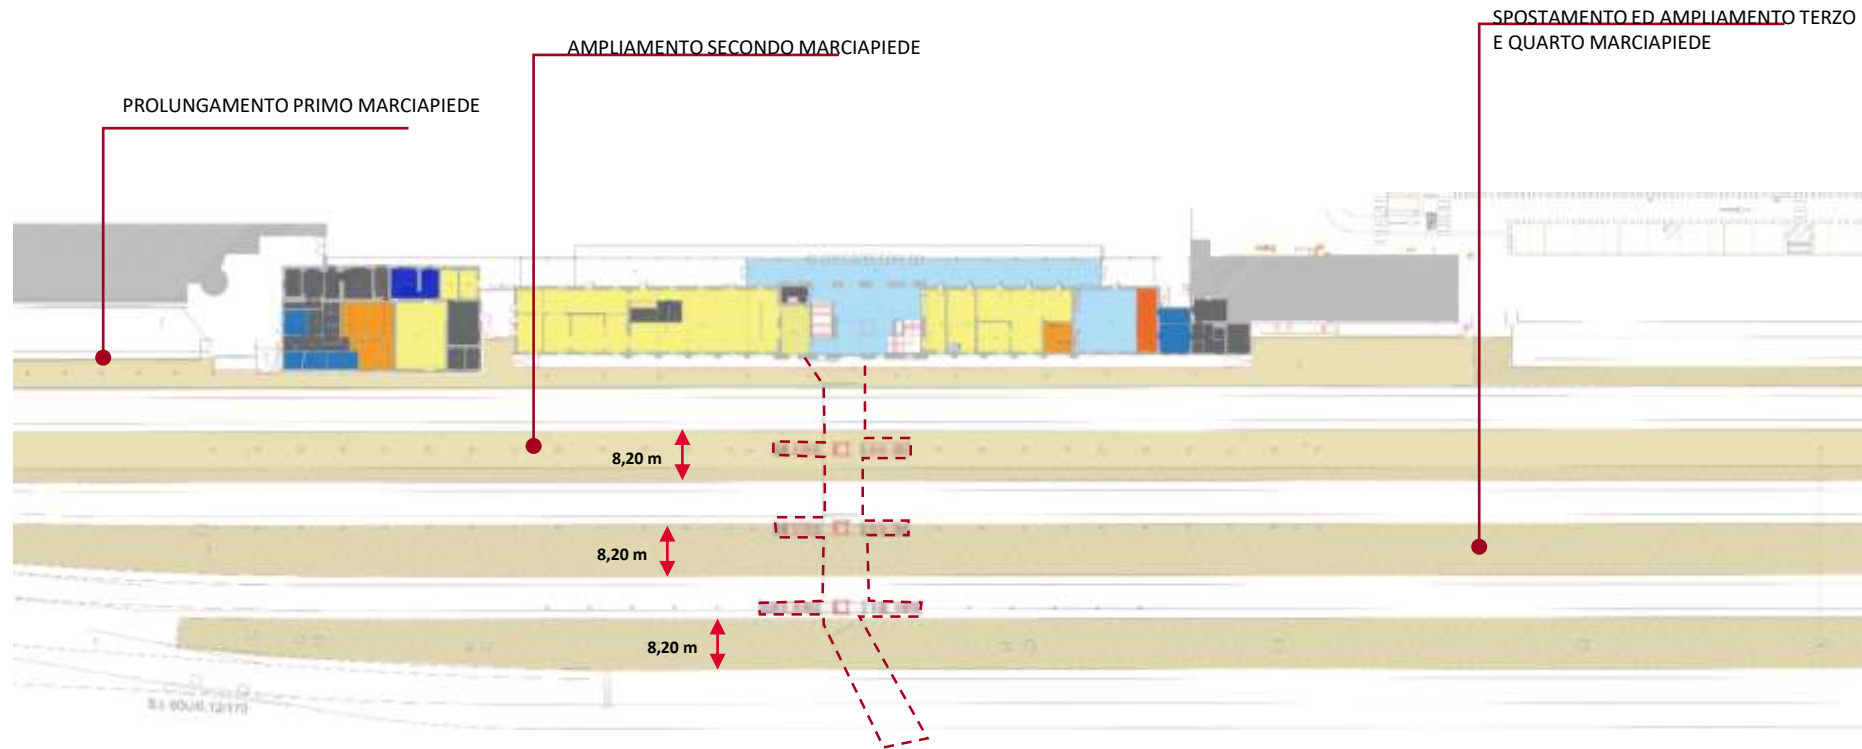 SPOSTAMENTO ED AMPLIAMENTO TERZO
E QUARTO MARCIAPIEDE
AMPLIAMENTO SECONDO MARCIAPIEDE
PROLUNGAMENTO PRIMO MARCIAPIEDE
8,20 m
8,20 m
8,20 m